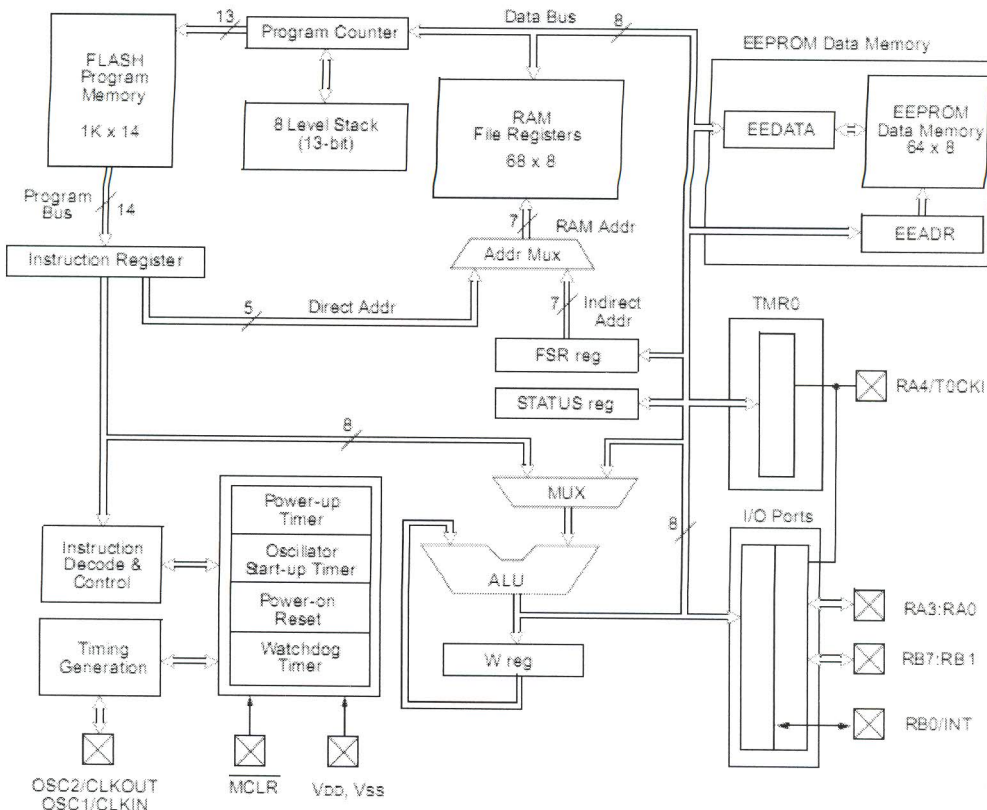 13
Program Counter
Data Bus
8
EEPROM Data Memory
FLASH
Program
Memory
1K x 14
8 Level Stack
(13-bit)
RAM
File Registers
68 x 8
EEDATA
EEPROM
Data Memory
64 x 8
Program
Bus
14
7
RAM Addr
EEADR
Instruction Register
Addr Mux
5
Direct Addr
7
Indirect
Addr
TMR0
FSR reg
RA4/T0CKI
STATUS reg
8
MUX
Power-up
Timer
8
I/O Ports
Instruction
Decode &
Control
Oscillator
Start-up Timer
ALU
Power-on
Reset
RA3:RA0
Timing
Generation
Watchdog
Timer
W reg
RB7:RB1
RB0/INT
OSC2/CLKOUT
OSC1/CLKIN
MCLR
VDD, VSS